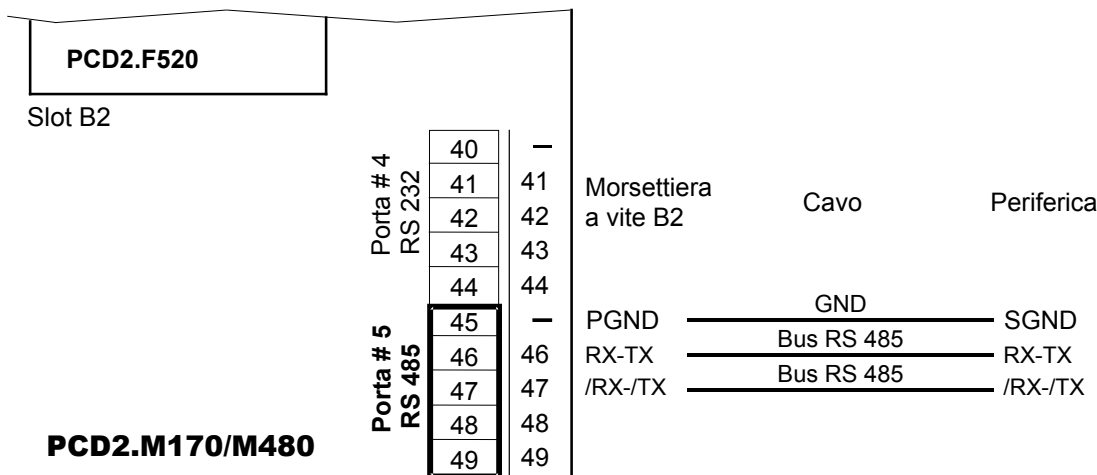 PCD2.F520
Slot B2
Porta # 4
RS 232
40 –
41 41
42 42
43 43
44 44
Porta # 5
RS 485
45 –
46 46
47 47
48 48
49 49
Morsettiera
a vite B2
Cavo
Periferica
PGND GND SGND
RX-TX Bus RS 485 RX-TX
/RX-/TX Bus RS 485 /RX-/TX
PCD2.M170/M480